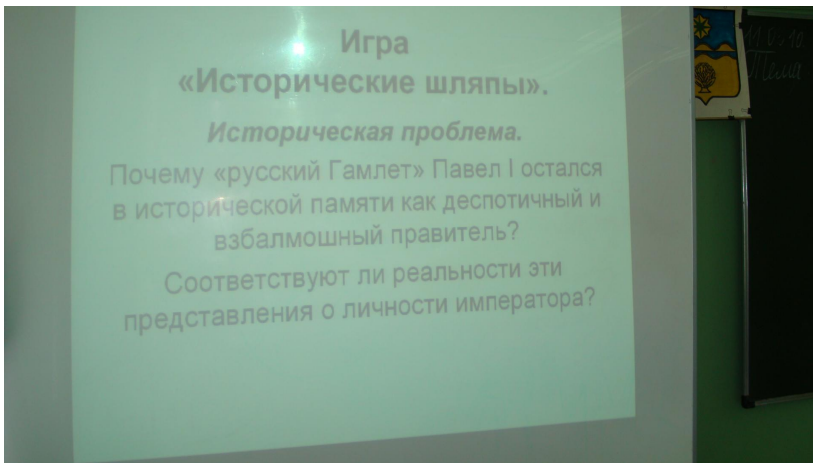 Игра
«Исторические шляпы».
Историческая проблема.
Почему «русский Гамлет» Павел I остался
в исторической памяти как деспотичный и
взбалмошный правитель?
Соответствуют ли реальности эти
представления о личности императора?
Тема